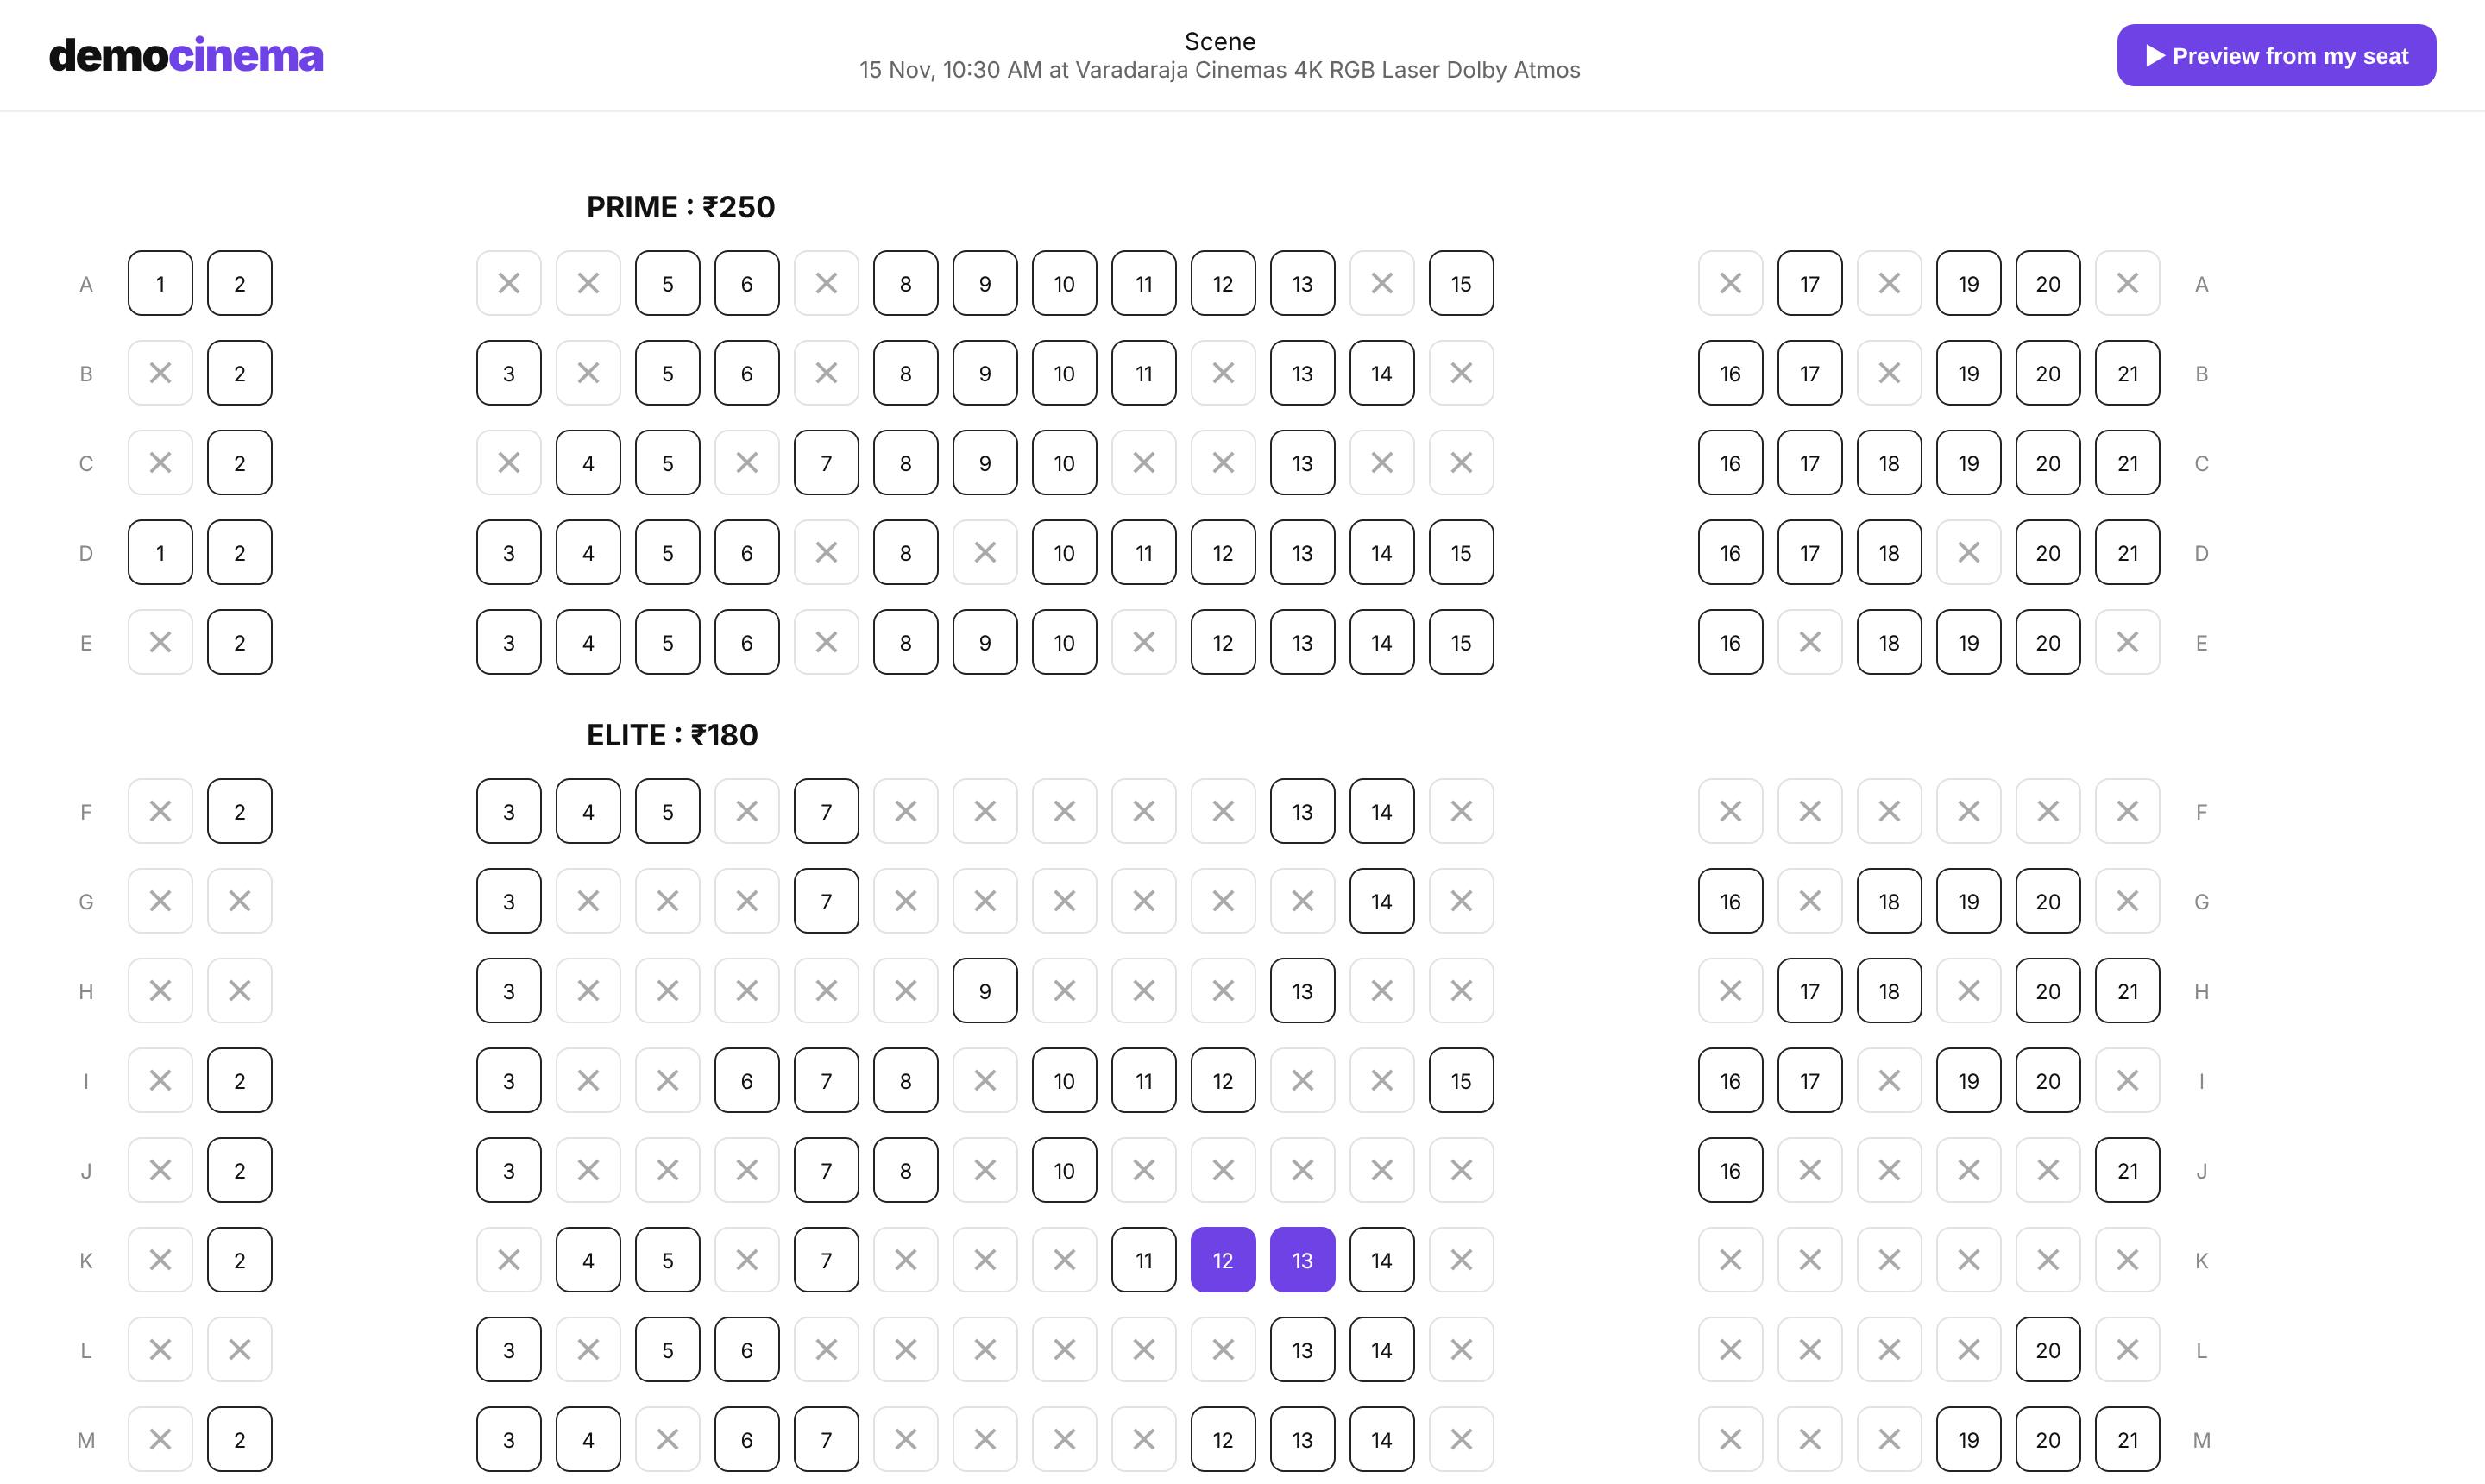 democinema
Scene
15 Nov, 10:30 AM at Varadaraja Cinemas 4K RGB Laser Dolby Atmos
Preview from my seat
PRIME : ₹250
A 1 2 5 6 8 9 10 11 12 13 15 17 19 20 A
B 2 3 5 6 8 9 10 11 13 14 16 17 19 20 21 B
C 2 4 5 7 8 9 10 13 16 17 18 19 20 21 C
D 1 2 3 4 5 6 8 10 11 12 13 14 15 16 17 18 20 21 D
E 2 3 4 5 6 8 9 10 12 13 14 15 16 18 19 20 E
ELITE : ₹180
F 2 3 4 5 7 13 14 F
G 3 7 14 16 18 19 20 G
H 3 9 13 17 18 20 21 H
I 2 3 6 7 8 10 11 12 15 16 17 19 20 I
J 2 3 7 8 10 16 21 J
K 2 4 5 7 11 12 13 14 K
L 3 5 6 13 14 20 L
M 2 3 4 6 7 12 13 14 19 20 21 M